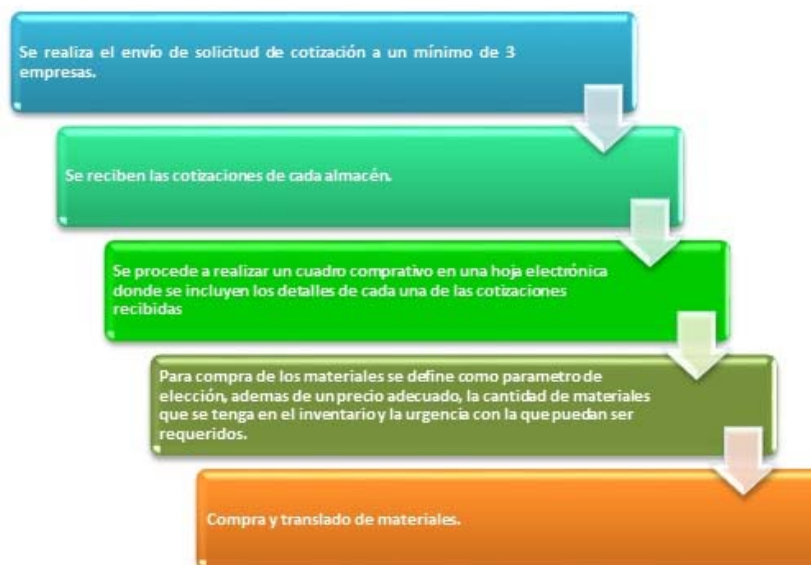 Se realiza el envío de solicitud de cotización a un mínimo de 3
empresas.
Se reciben las cotizaciones de cada almacén.
Se procede a realizar un cuadro comprativo en una hoja electrónica
donde se incluyen los detalles de cada una de las cotizaciones
recibidas
Para compra de los materiales se define como parametro de
elección, ademas de un precio adecuado, la cantidad de materiales
que se tenga en el inventario y la urgencia con la que puedan ser
requeridos.
Compra y translado de materiales.